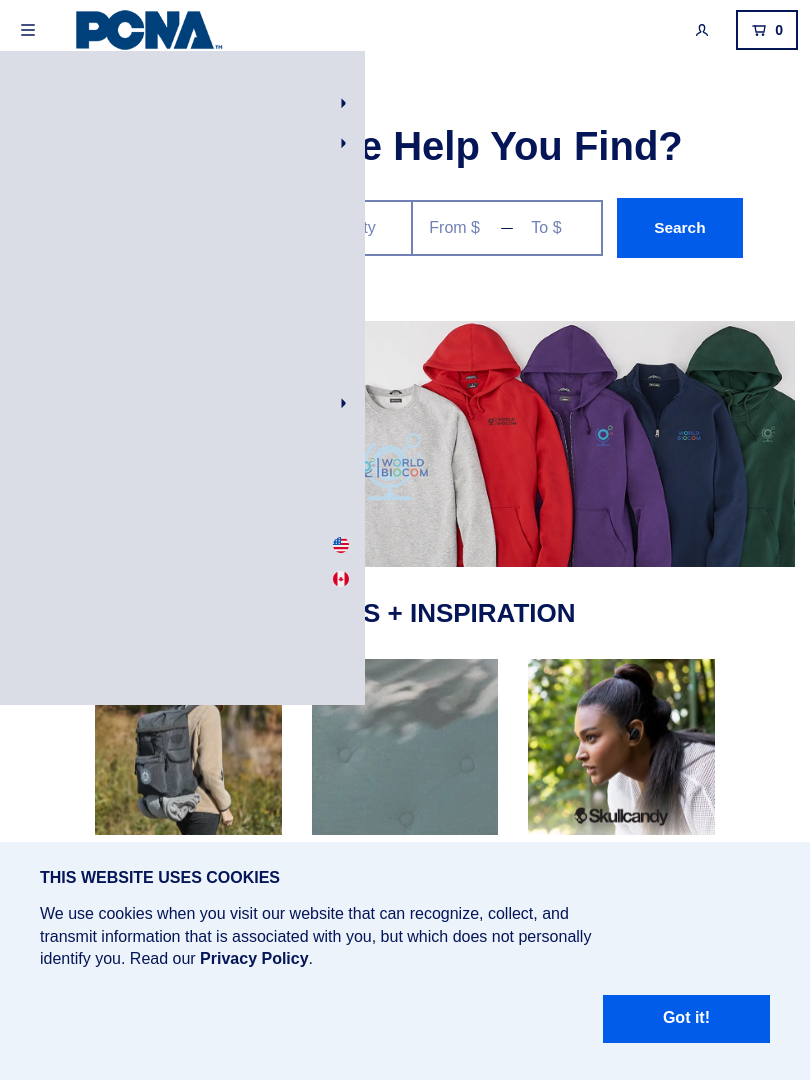 PCNA™
0
e Help You Find?
ty From $ — To $ Search
WORLD
BIOCOM
WORLD
BIOCOM
WORLD
BIOCOM
S + INSPIRATION
Skullcandy
THIS WEBSITE USES COOKIES
We use cookies when you visit our website that can recognize, collect, and
transmit information that is associated with you, but which does not personally
identify you. Read our Privacy Policy.
Got it!